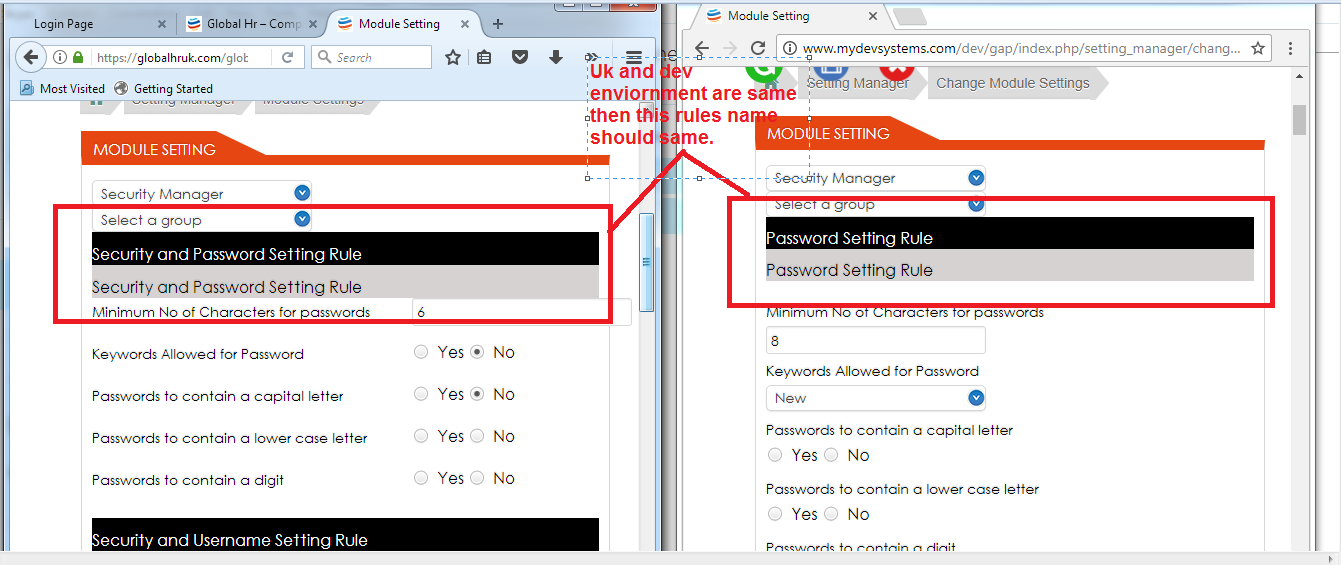 Login Page
Global Hr – Comp
Module Setting
https://globalhruk.com/glob
Search
Most Visited
Getting Started
Setting Manager
Module Settings
MODULE SETTING
Security Manager
Select a group
Security and Password Setting Rule
Security and Password Setting Rule
Minimum No of Characters for passwords
6
Keywords Allowed for Password
Yes No
Passwords to contain a capital letter
Yes No
Passwords to contain a lower case letter
Yes No
Passwords to contain a digit
Yes No
Security and Username Setting Rule
Uk and dev
enviornment are same
then this rules name
should same.
Module Setting
www.mydevsystems.com/dev/gap/index.php/setting_manager/chang...
Setting Manager
Change Module Settings
MODULE SETTING
Security Manager
Select a group
Password Setting Rule
Password Setting Rule
Minimum No of Characters for passwords
8
Keywords Allowed for Password
New
Passwords to contain a capital letter
Yes No
Passwords to contain a lower case letter
Yes No
Passwords to contain a digit